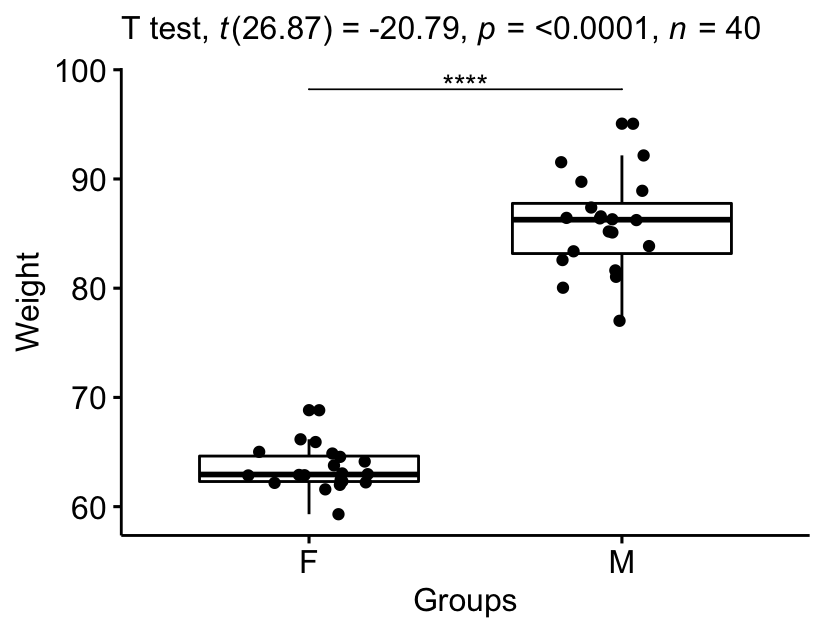 T test, t(26.87) = -20.79, p = <0.0001, n = 40
100
****
90
80
70
60
Weight
F M
Groups